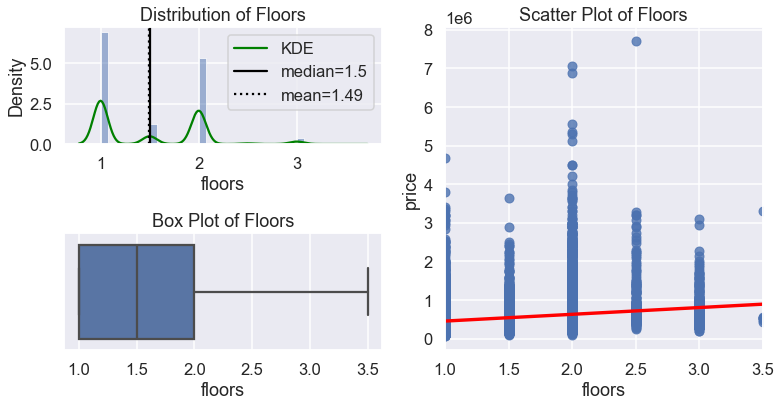 Distribution of Floors
Density
5.0
2.5
0.0
KDE
median=1.5
mean=1.49
1 2 3
floors
Box Plot of Floors
1.0 1.5 2.0 2.5 3.0 3.5
floors
Scatter Plot of Floors
1e6
price
8
7
6
5
4
3
2
1
0
1.0 1.5 2.0 2.5 3.0 3.5
floors